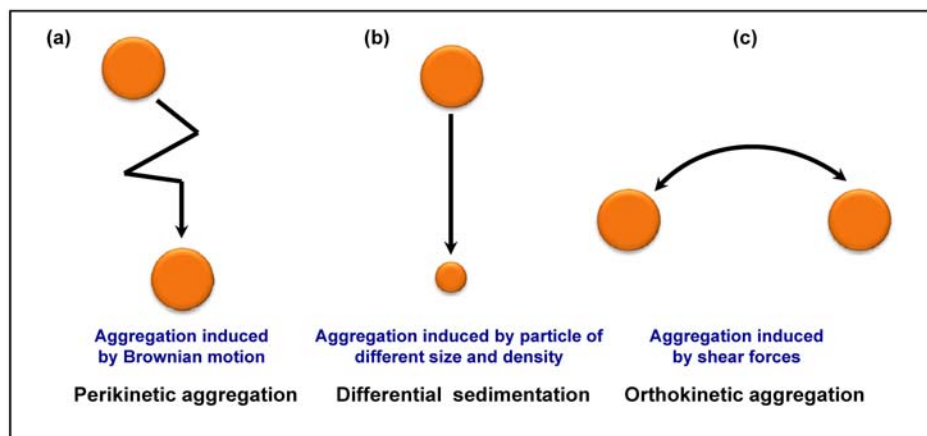 (a)
(b)
(c)
Aggregation induced
by Brownian motion
Perikinetic aggregation
Aggregation induced by particle of
different size and density
Differential sedimentation
Aggregation induced
by shear forces
Orthokinetic aggregation